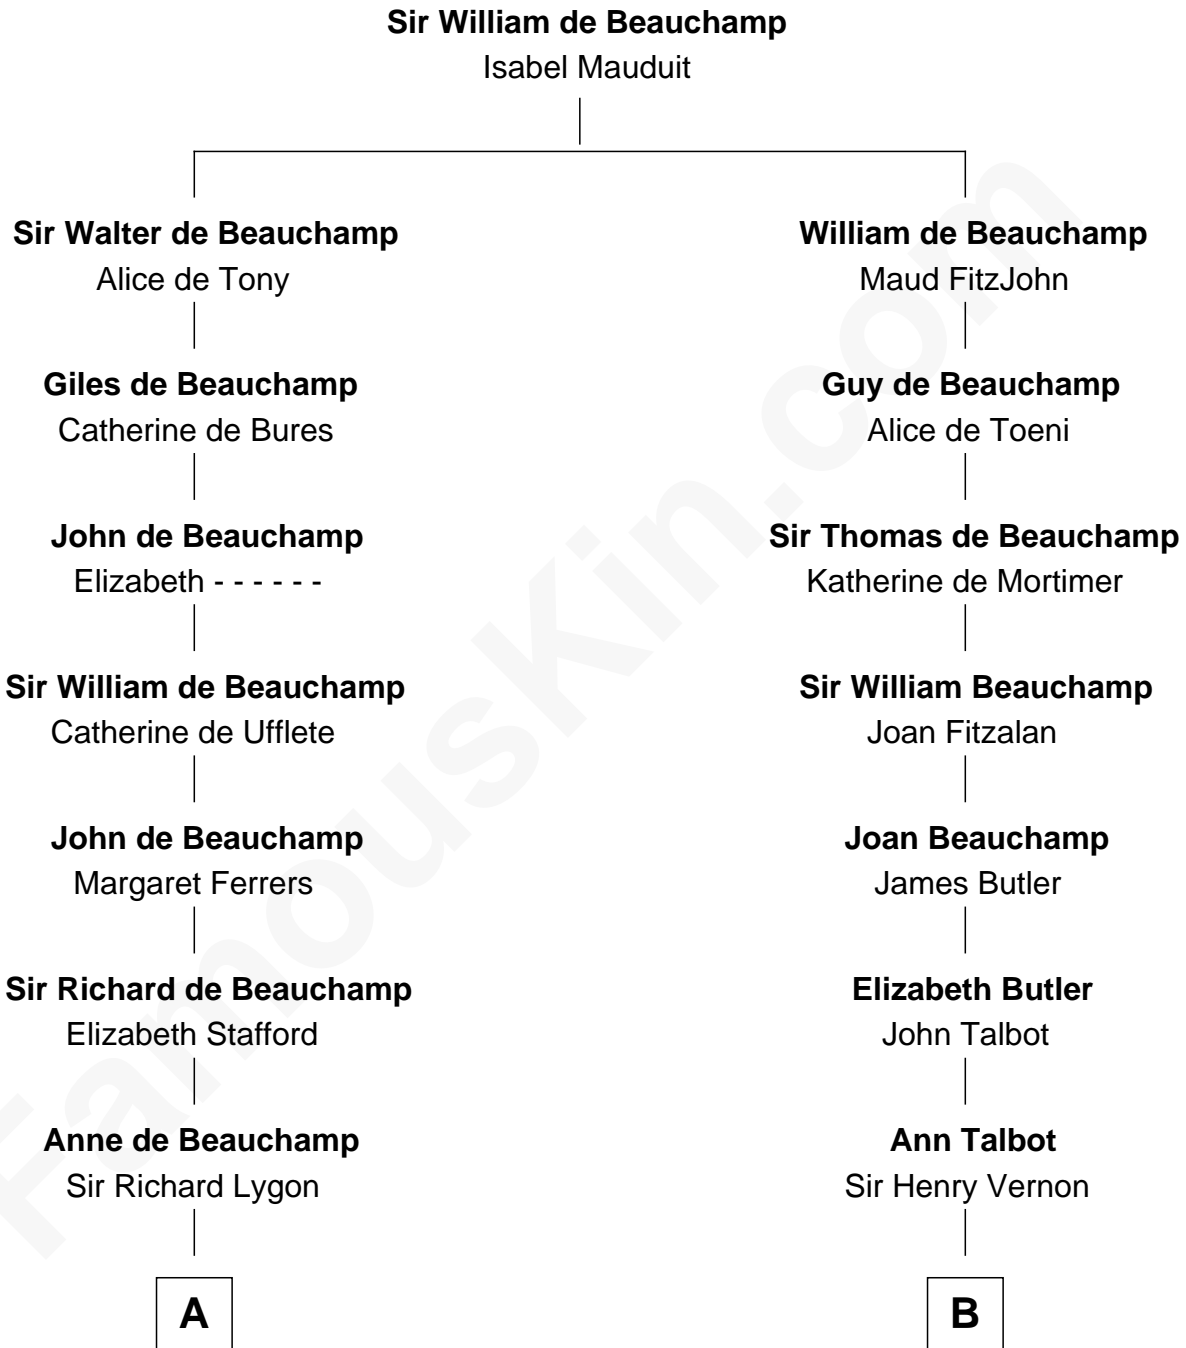 Sir William de Beauchamp
Isabel Mauduit
Sir Walter de Beauchamp
Alice de Tony
William de Beauchamp
Maud FitzJohn
Giles de Beauchamp
Catherine de Bures
Guy de Beauchamp
Alice de Toeni
John de Beauchamp
Elizabeth - - - - - -
Sir Thomas de Beauchamp
Katherine de Mortimer
Sir William de Beauchamp
Catherine de Ufflete
Sir William Beauchamp
Joan Fitzalan
John de Beauchamp
Margaret Ferrers
Joan Beauchamp
James Butler
Sir Richard de Beauchamp
Elizabeth Stafford
Elizabeth Butler
John Talbot
Anne de Beauchamp
Sir Richard Lygon
Ann Talbot
Sir Henry Vernon
A
B
FamousKin.com